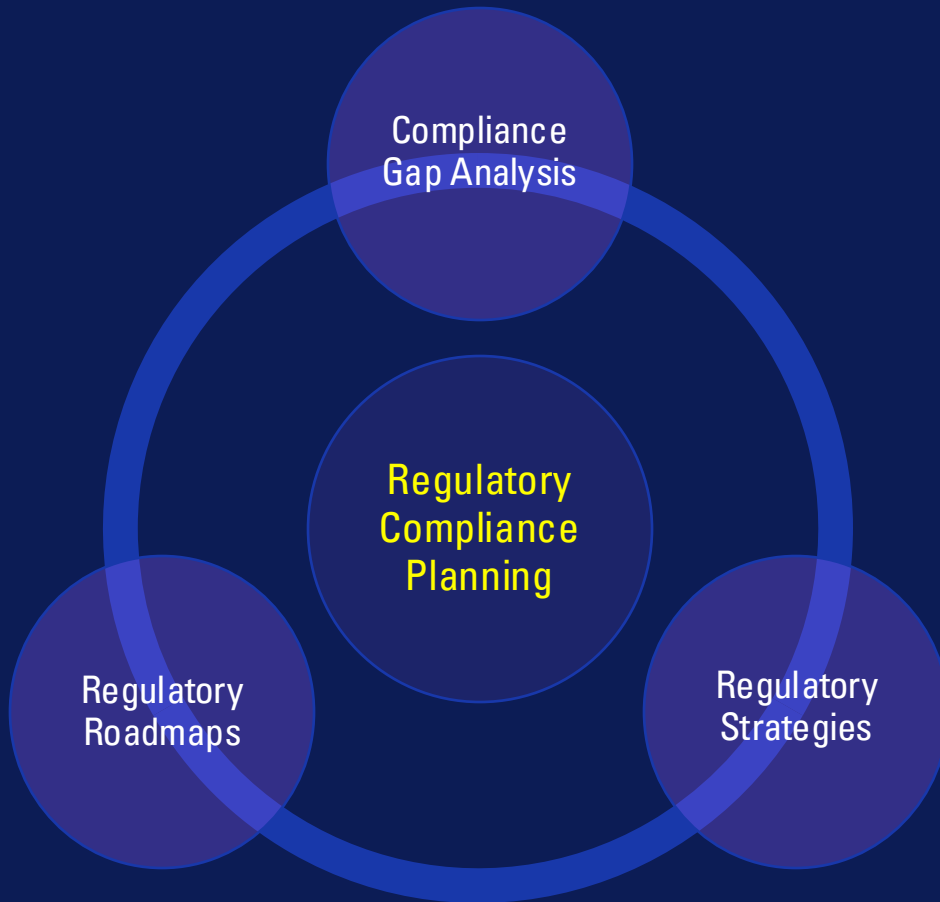 Compliance
Gap Analysis
Regulatory
Compliance
Planning
Regulatory
Roadmaps
Regulatory
Strategies